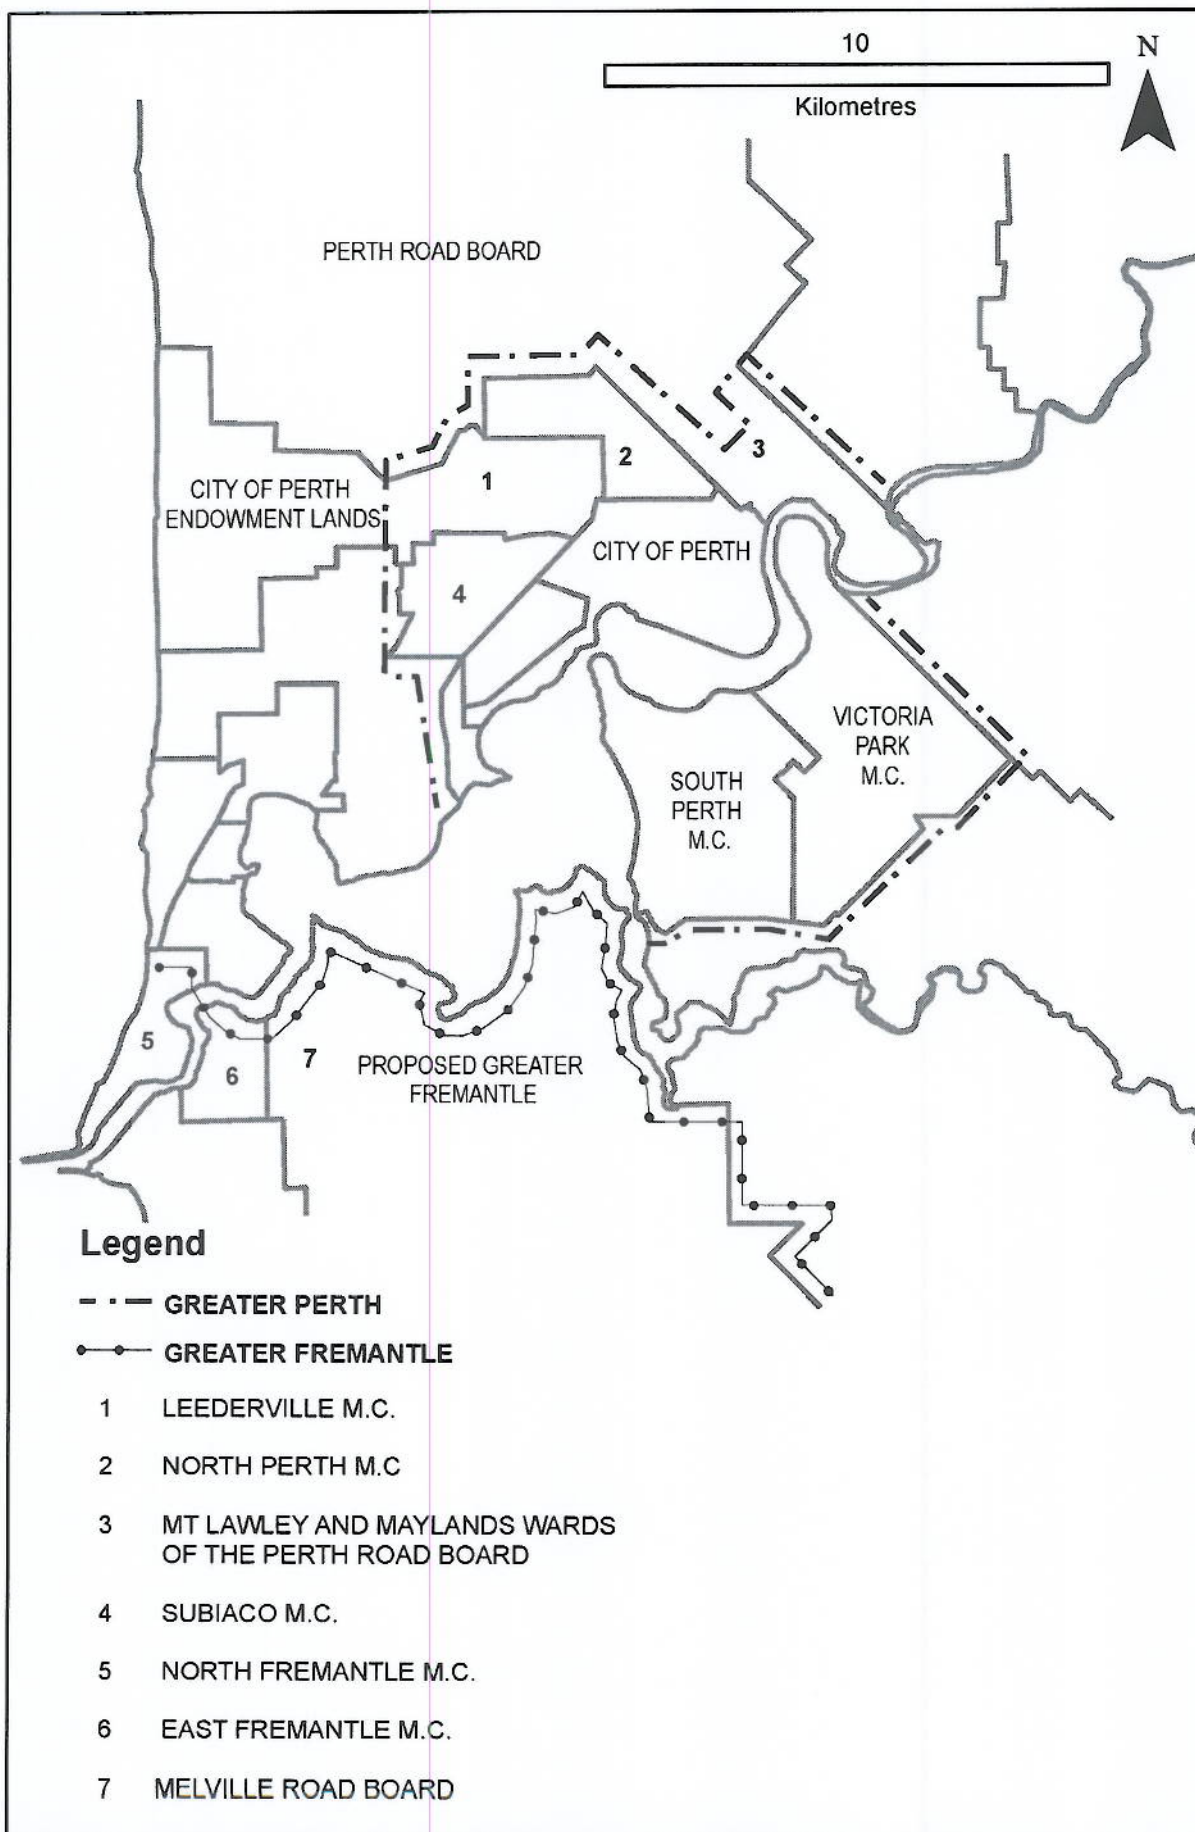 10
N
Kilometres
PERTH ROAD BOARD
3
2
1
CITY OF PERTH
ENDOWMENT LANDS
CITY OF PERTH
4
VICTORIA
PARK
M.C.
SOUTH
PERTH
M.C.
5
7
6
PROPOSED GREATER
FREMANTLE
Legend
GREATER PERTH
GREATER FREMANTLE
1 LEEDERVILLE M.C.
2 NORTH PERTH M.C
3 MT LAWLEY AND MAYLANDS WARDS
OF THE PERTH ROAD BOARD
4 SUBIACO M.C.
5 NORTH FREMANTLE M.C.
6 EAST FREMANTLE M.C.
7 MELVILLE ROAD BOARD